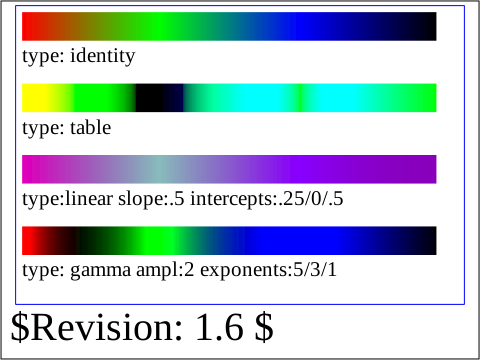 type: identity
type: table
type:linear slope:.5 intercepts:.25/0/.5
type: gamma ampl:2 exponents:5/3/1
$Revision: 1.6 $